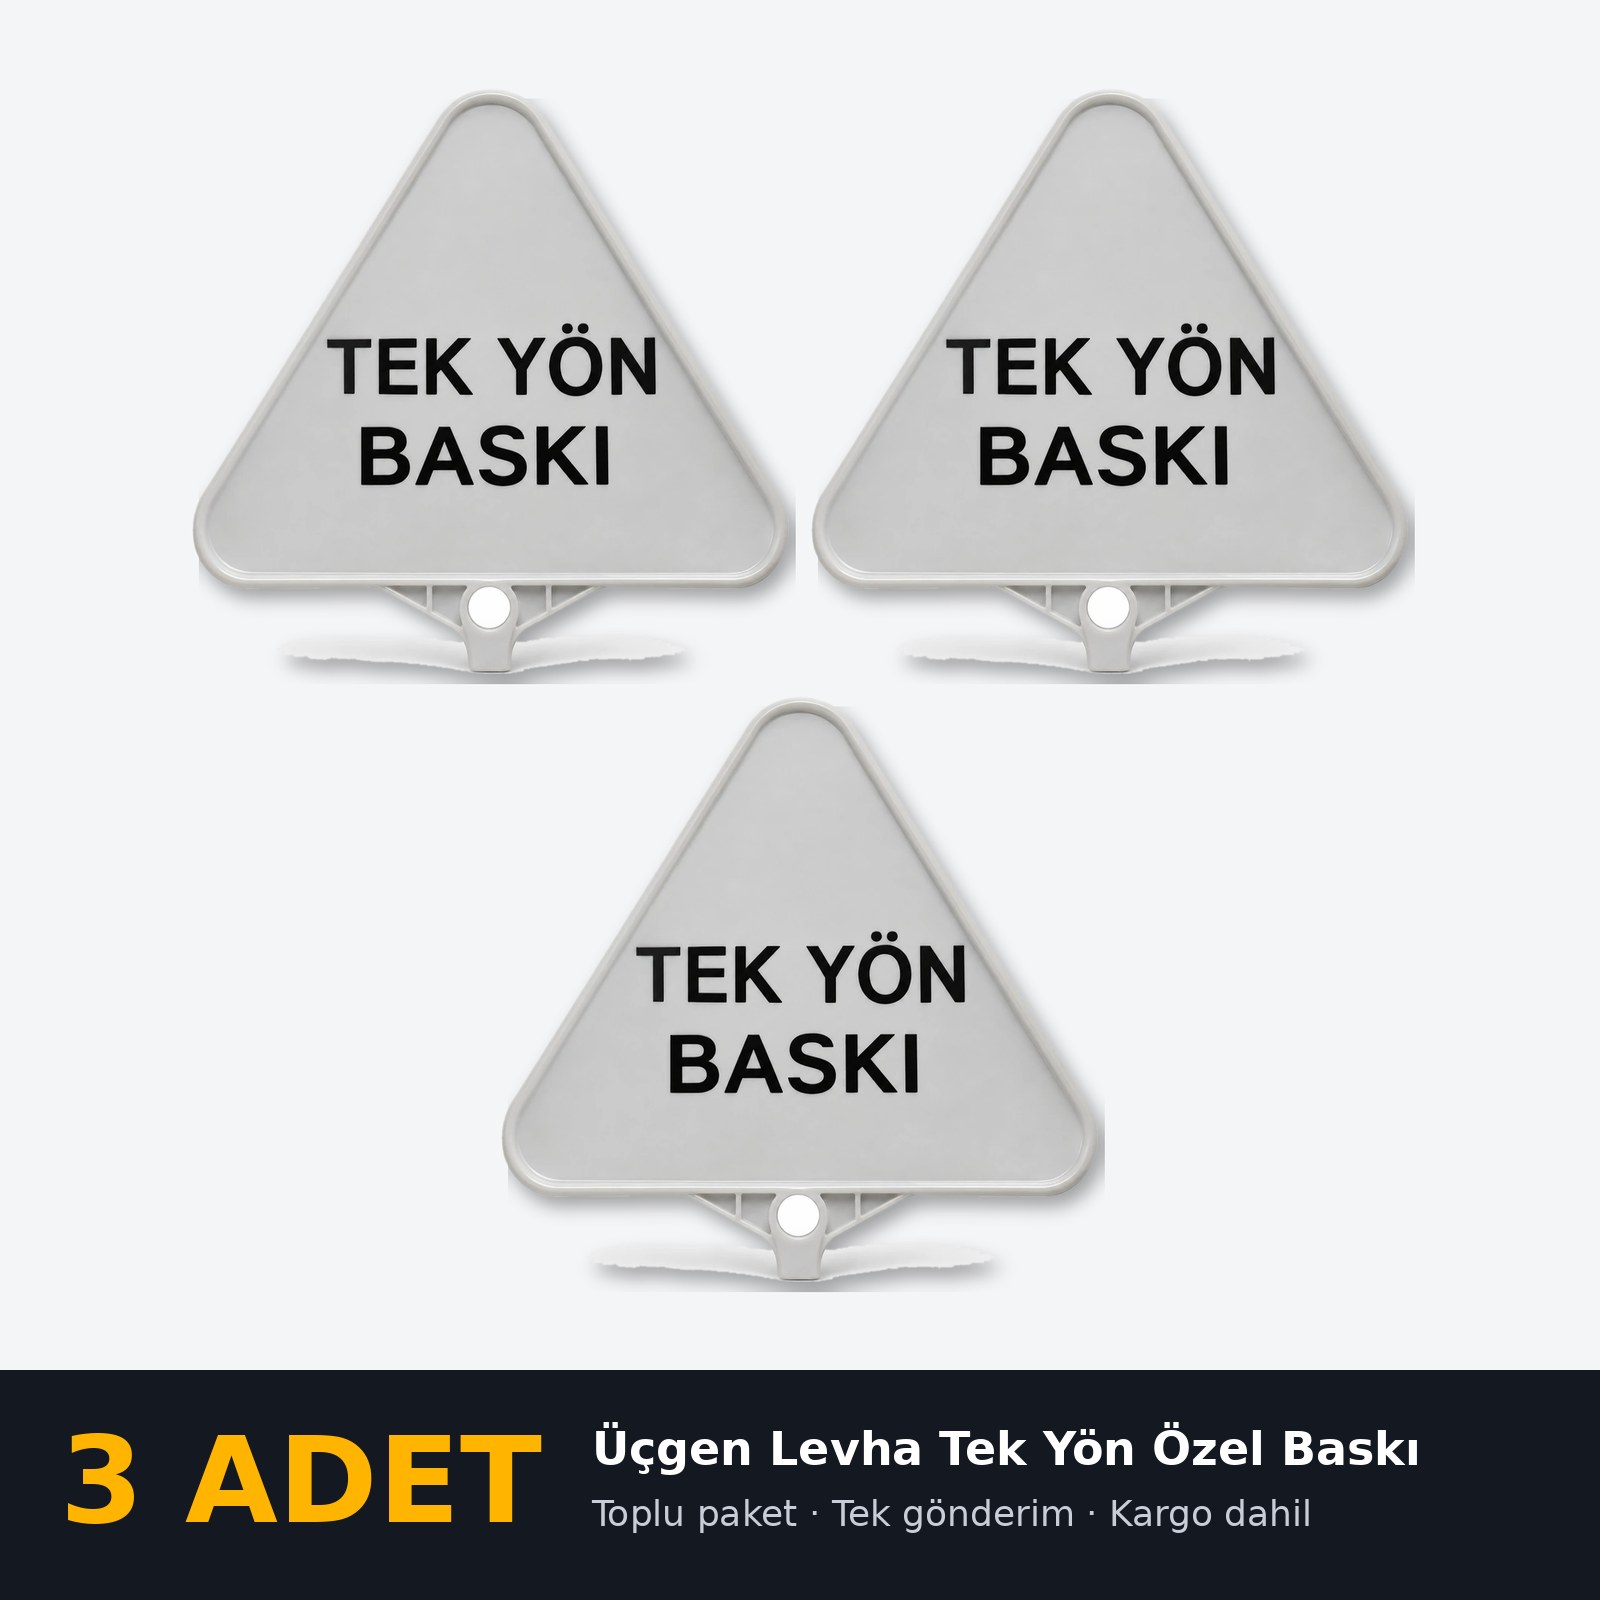 TEK YÖN
BASKI
TEK YÖN
BASKI
TEK YÖN
BASKI
3 ADET
Üçgen Levha Tek Yön Özel Baskı
Toplu paket · Tek gönderim · Kargo dahil